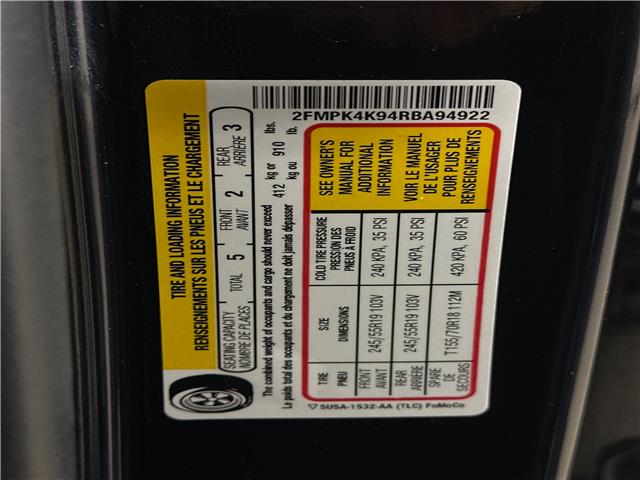 TIRE AND LOADING INFORMATION
RENSEIGNEMENTS SUR LES PNEUS ET LE CHARGEMENT
SEATING CAPACITY TOTAL 5 FRONT 2 REAR 3
NOMBRE DE PLACES AVANT ARRIÈRE
The combined weight of occupants and cargo should never exceed 412 kg or 910 lbs.
Le poids total des occupants et du chargement ne doit jamais dépasser kg ou lb.
TIRE SIZE COLD TIRE PRESSURE SEE OWNER'S
PNEU DIMENSIONS PRESSION DES MANUAL FOR
PNEUS À FROID ADDITIONAL
FRONT 245/55R19 103V 240 KPA, 35 PSI INFORMATION
AVANT
REAR 245/55R19 103V 240 KPA, 35 PSI VOIR LE MANUEL
ARRIÈRE DE L'USAGER
SPARE T155/70R18 112M 420 KPA, 60 PSI POUR PLUS DE
DE RENSEIGNEMENTS
SECOURS
5U5A-1532-AA (TLC) FoMoCo
2FMPK4K94RBA94922